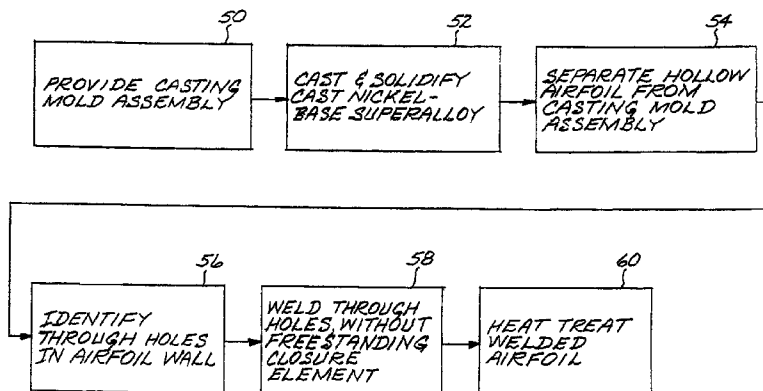 50
PROVIDE CASTING
MOLD ASSEMBLY
52
CAST & SOLIDIFY
CAST NICKEL-
BASE SUPERALLOY
54
SEPARATE HOLLOW
AIRFOIL FROM
CASTING MOLD
ASSEMBLY
56
IDENTIFY
THROUGH HOLES
IN AIRFOIL WALL
58
WELD THROUGH
HOLES, WITHOUT
FREESTANDING
CLOSURE
ELEMENT
60
HEAT TREAT
WELDED
AIRFOIL